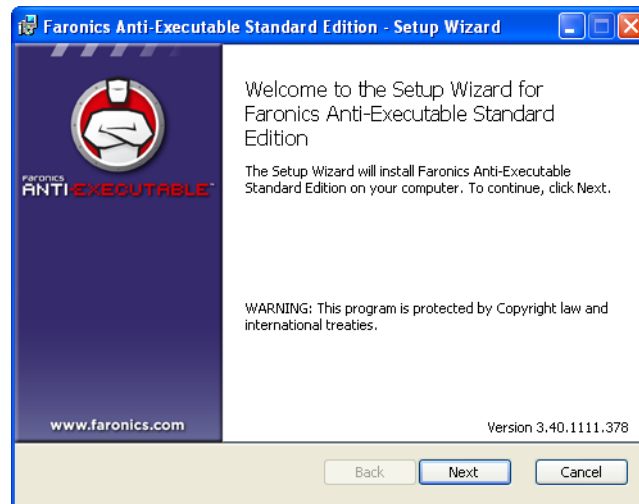 Faronics Anti-Executable Standard Edition - Setup Wizard
Welcome to the Setup Wizard for
Faronics Anti-Executable Standard
Edition
The Setup Wizard will install Faronics Anti-Executable
Standard Edition on your computer. To continue, click Next.
FARONICS
ANTI-EXECUTABLE™
WARNING: This program is protected by Copyright law and
international treaties.
www.faronics.com
Version 3.40.1111.378
Back
Next
Cancel